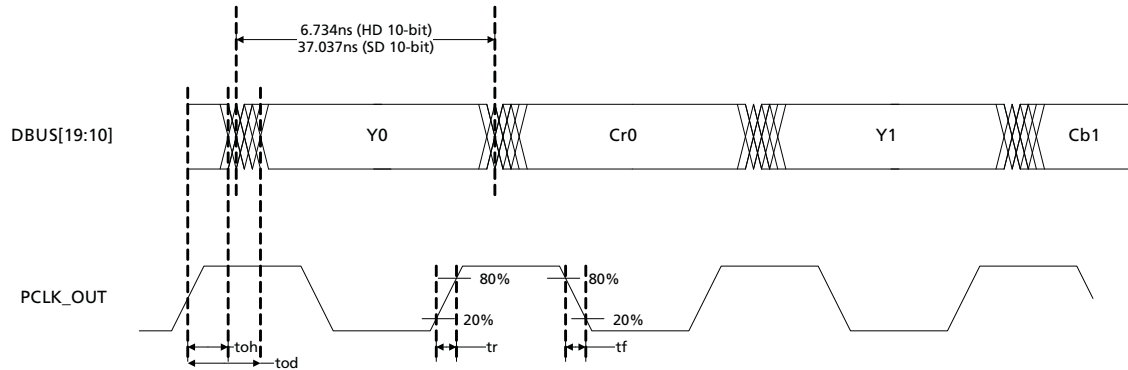 6.734ns (HD 10-bit)
37.037ns (SD 10-bit)
DBUS[19:10] Y0 Cr0 Y1 Cb1
80% 80%
PCLK_OUT
20% 20%
toh tr tf
tod